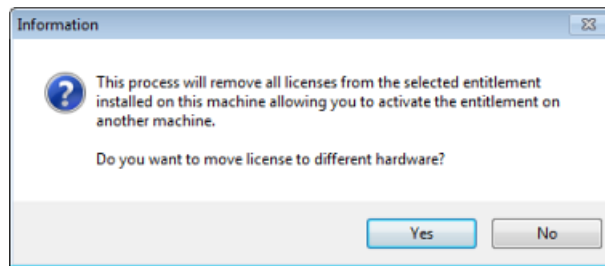 Information
This process will remove all licenses from the selected entitlement
installed on this machine allowing you to activate the entitlement on
another machine.
Do you want to move license to different hardware?
Yes
No